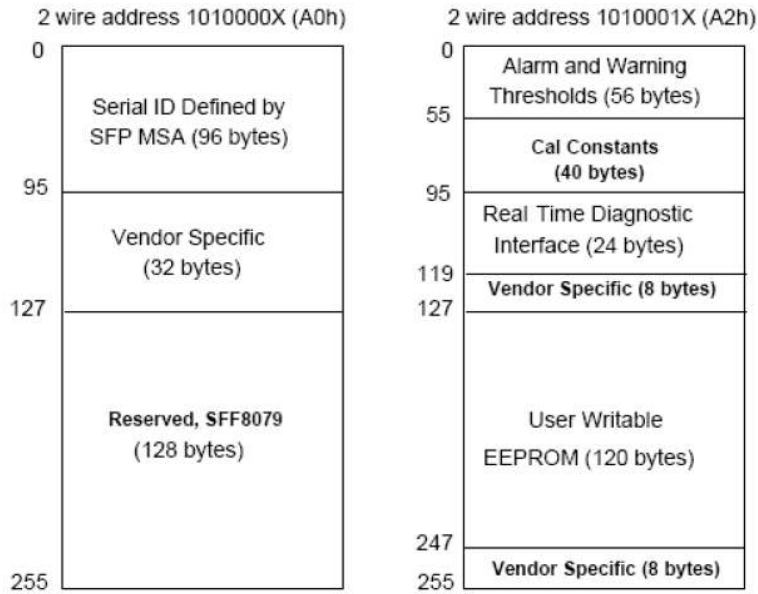 2 wire address 1010000X (A0h)
0
Serial ID Defined by
SFP MSA (96 bytes)
95
Vendor Specific
(32 bytes)
127
Reserved, SFF8079
(128 bytes)
255
2 wire address 1010001X (A2h)
0
Alarm and Warning
Thresholds (56 bytes)
55
Cal Constants
(40 bytes)
95
Real Time Diagnostic
Interface (24 bytes)
119
Vendor Specific (8 bytes)
127
User Writable
EEPROM (120 bytes)
247
Vendor Specific (8 bytes)
255